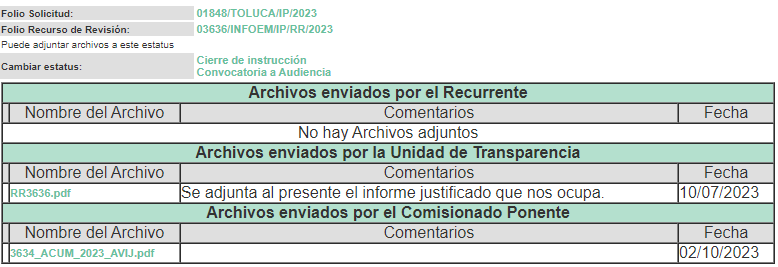 Folio Solicitud: 01848/TOLUCA/IP/2023
Folio Recurso de Revisión: 03636/INFOEM/IP/RR/2023
Puede adjuntar archivos a este estatus
Cambiar estatus: Cierre de instrucción
Convocatoria a Audiencia
Archivos enviados por el Recurrente
Nombre del Archivo Comentarios Fecha
No hay Archivos adjuntos
Archivos enviados por la Unidad de Transparencia
Nombre del Archivo Comentarios Fecha
RR3636.pdf Se adjunta al presente el informe justificado que nos ocupa. 10/07/2023
Archivos enviados por el Comisionado Ponente
Nombre del Archivo Comentarios Fecha
3634_ACUM_2023_AVIJ.pdf 02/10/2023